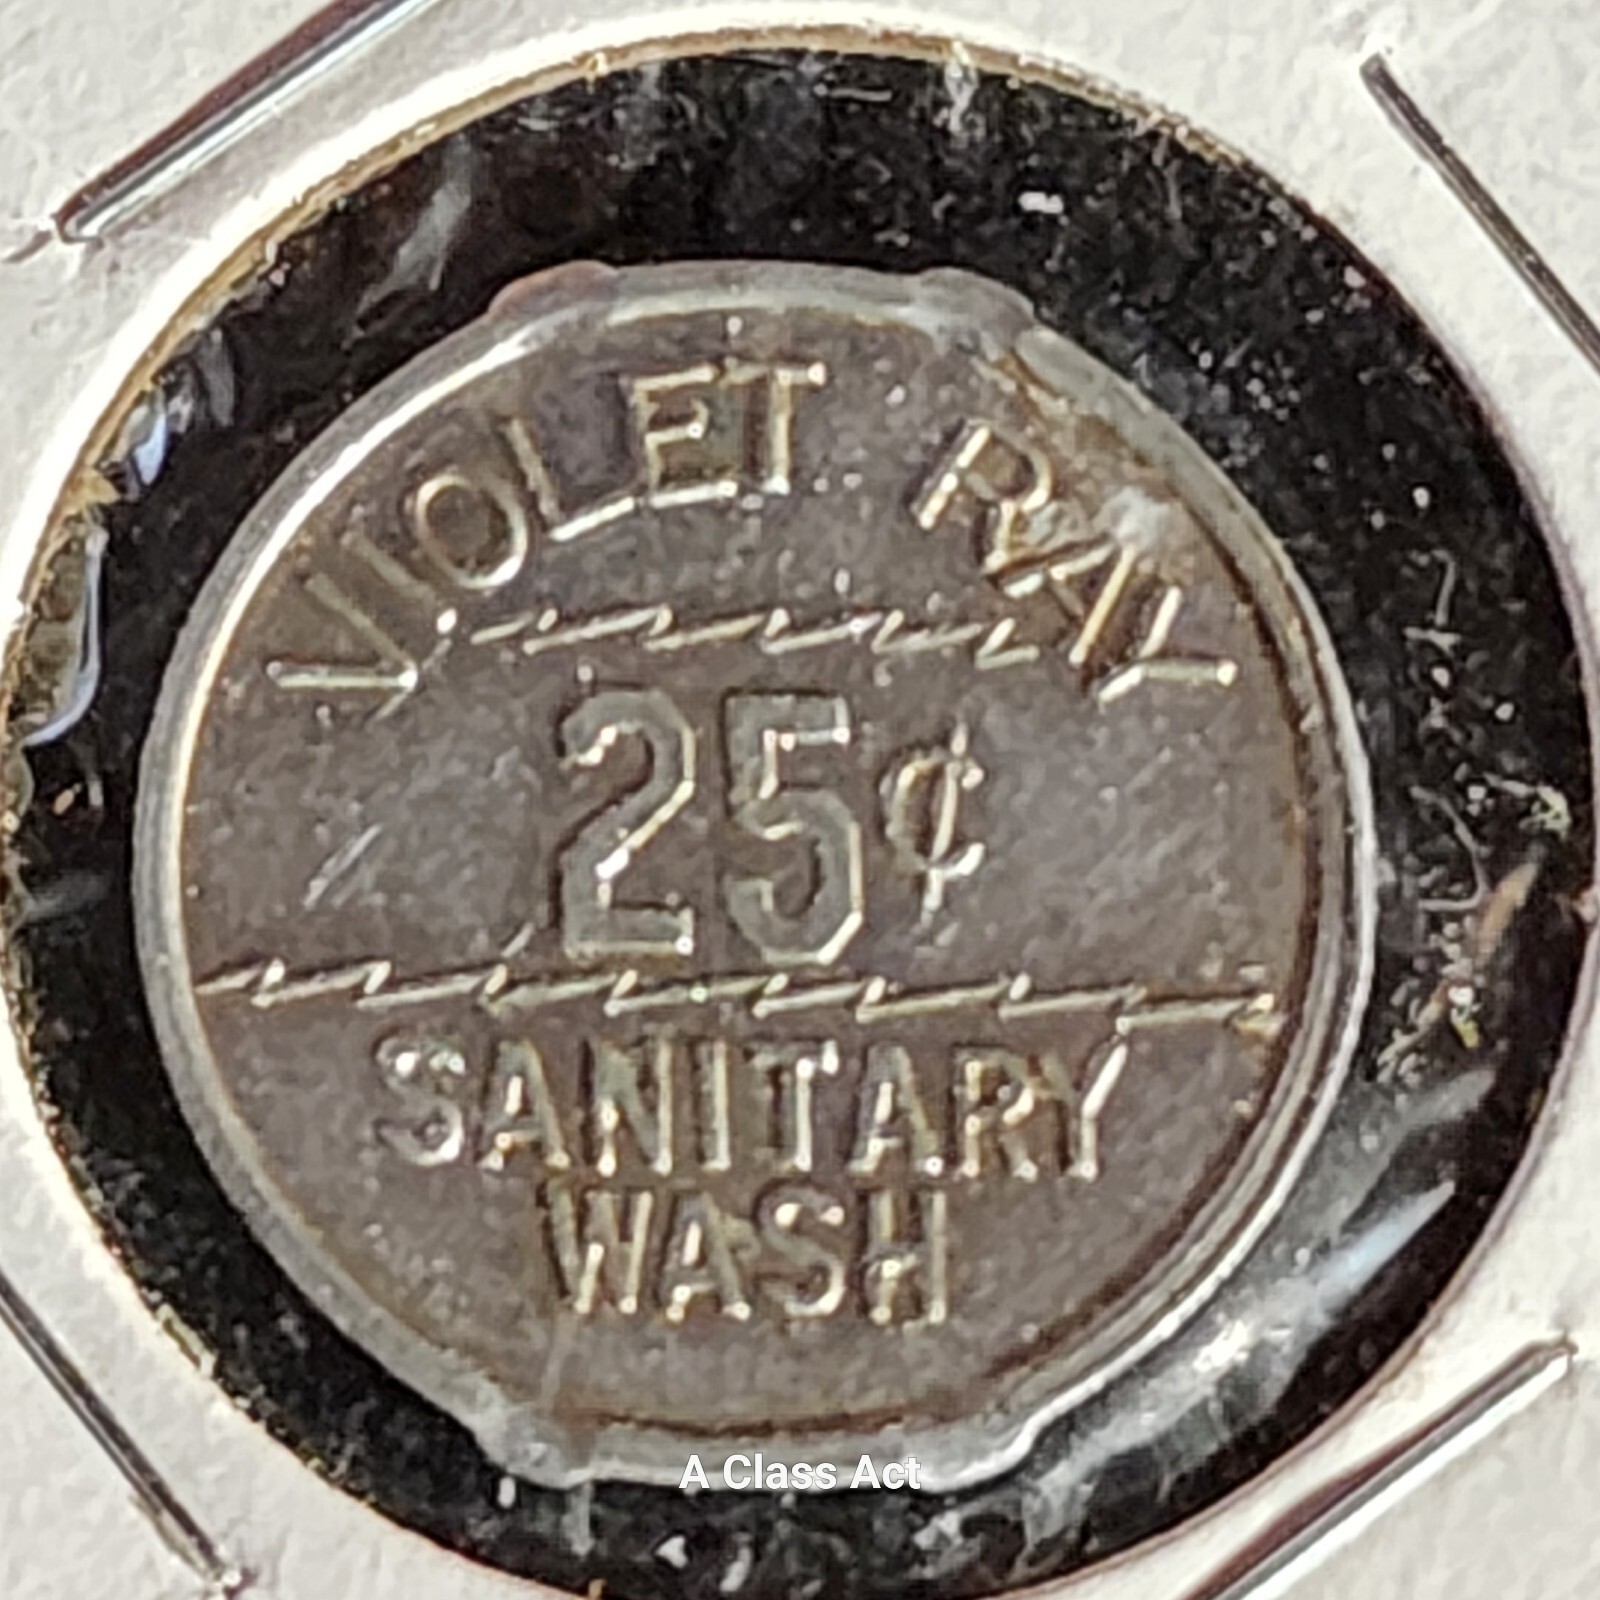 VIOLET RAY
25¢
SANITARY
WASH
A Class Act